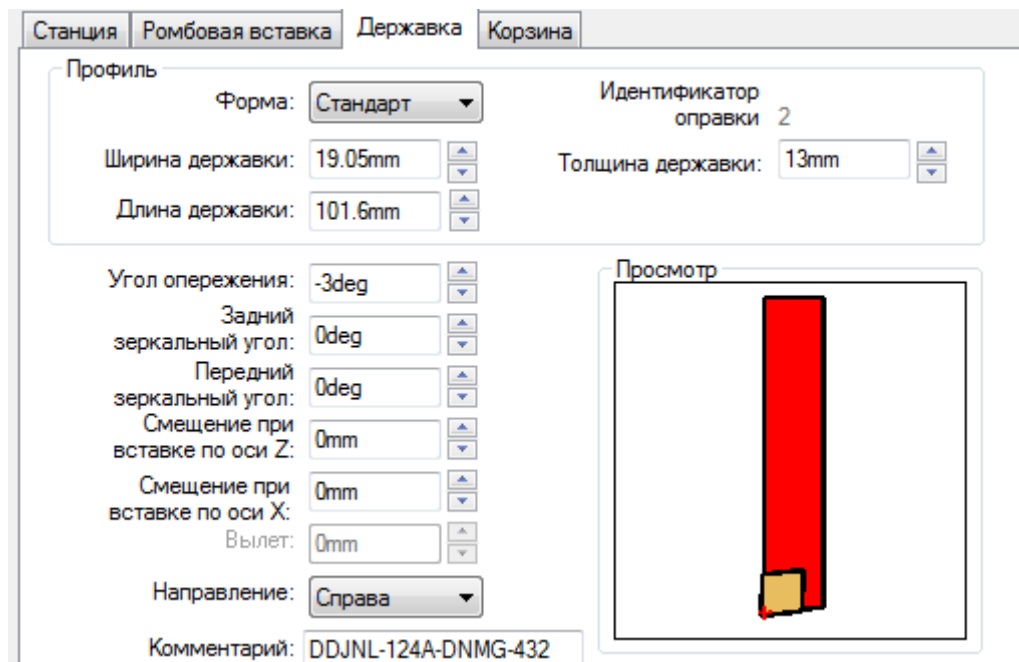 Станция Ромбовая вставка Державка Корзина
Профиль
Форма: Стандарт
Идентификатор
оправки 2
Ширина державки: 19.05mm
Толщина державки: 13mm
Длина державки: 101.6mm
Угол опережения: -3deg
Просмотр
Задний
зеркальный угол: 0deg
Передний
зеркальный угол: 0deg
Смещение при
вставке по оси Z: 0mm
Смещение при
вставке по оси X: 0mm
Вылет: 0mm
Направление: Справа
Комментарий: DDJNL-124A-DNMG-432